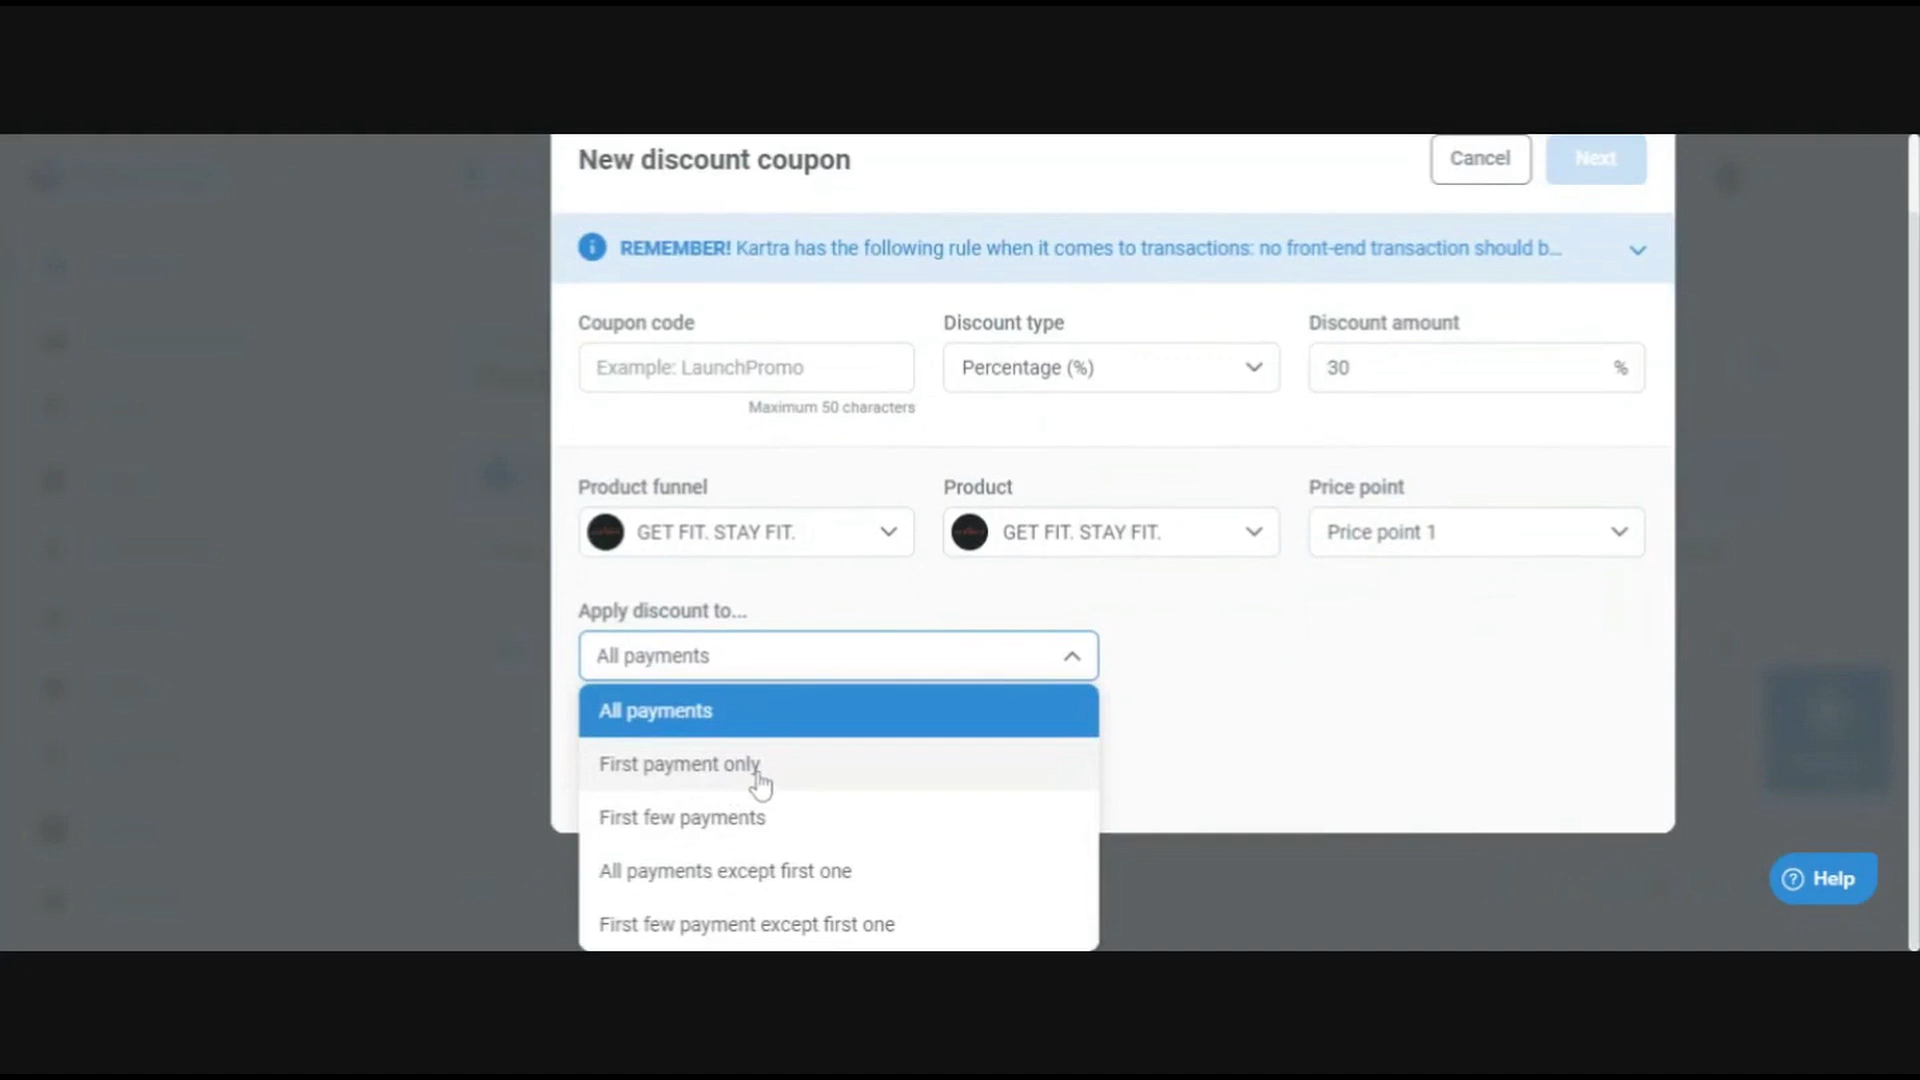 New discount coupon
Cancel
Next
REMEMBER! Kartra has the following rule when it comes to transactions: no front-end transaction should b...
Coupon code
Discount type
Discount amount
Example: LaunchPromo
Percentage (%)
30
%
Maximum 50 characters
Product funnel
Product
Price point
GET FIT. STAY FIT.
GET FIT. STAY FIT.
Price point 1
Apply discount to...
All payments
All payments
First payment only
First few payments
All payments except first one
First few payment except first one
Help